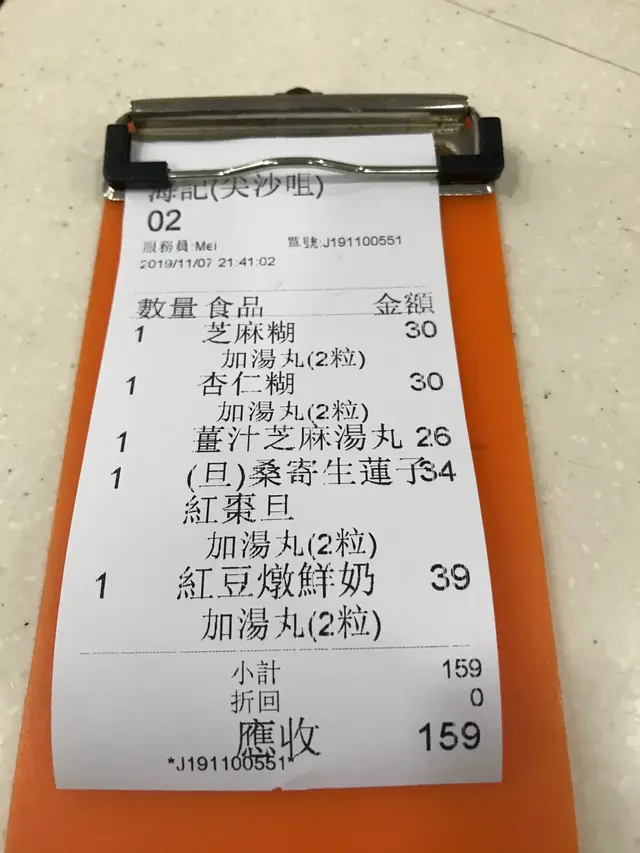 記(尖沙咀)
02
服務員:Mei 單號:J191100551
2019/11/07 21:41:02
數量 食品 金額
1 芝麻糊 30
加湯丸(2粒)
1 杏仁糊 30
加湯丸(2粒)
1 薑汁芝麻湯丸 26
1 (旦)桑寄生蓮子 34
紅棗旦
加湯丸(2粒)
1 紅豆燉鮮奶 39
加湯丸(2粒)
小計 159
折回 0
應收 159
*J191100551*